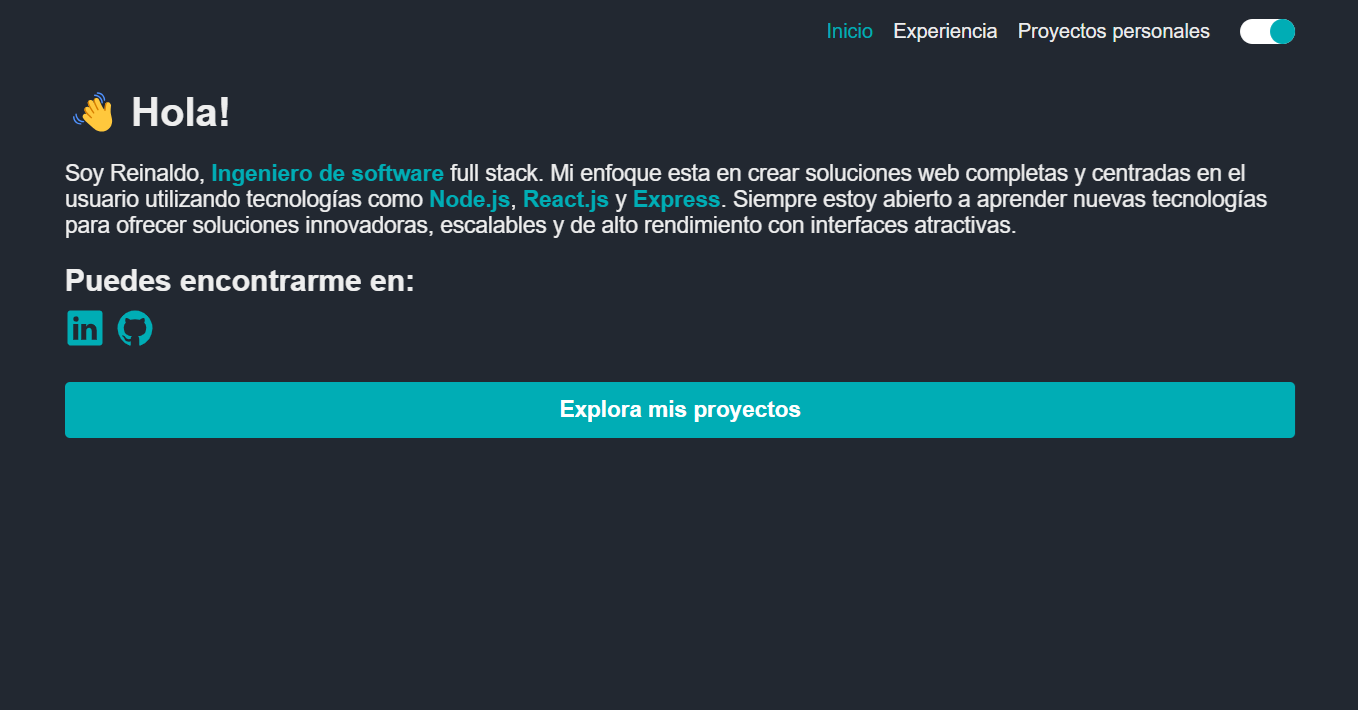 Inicio Experiencia Proyectos personales
👋 Hola!
Soy Reinaldo, Ingeniero de software full stack. Mi enfoque esta en crear soluciones web completas y centradas en el
usuario utilizando tecnologías como Node.js, React.js y Express. Siempre estoy abierto a aprender nuevas tecnologías
para ofrecer soluciones innovadoras, escalables y de alto rendimiento con interfaces atractivas.
Puedes encontrarme en:
in
Explora mis proyectos